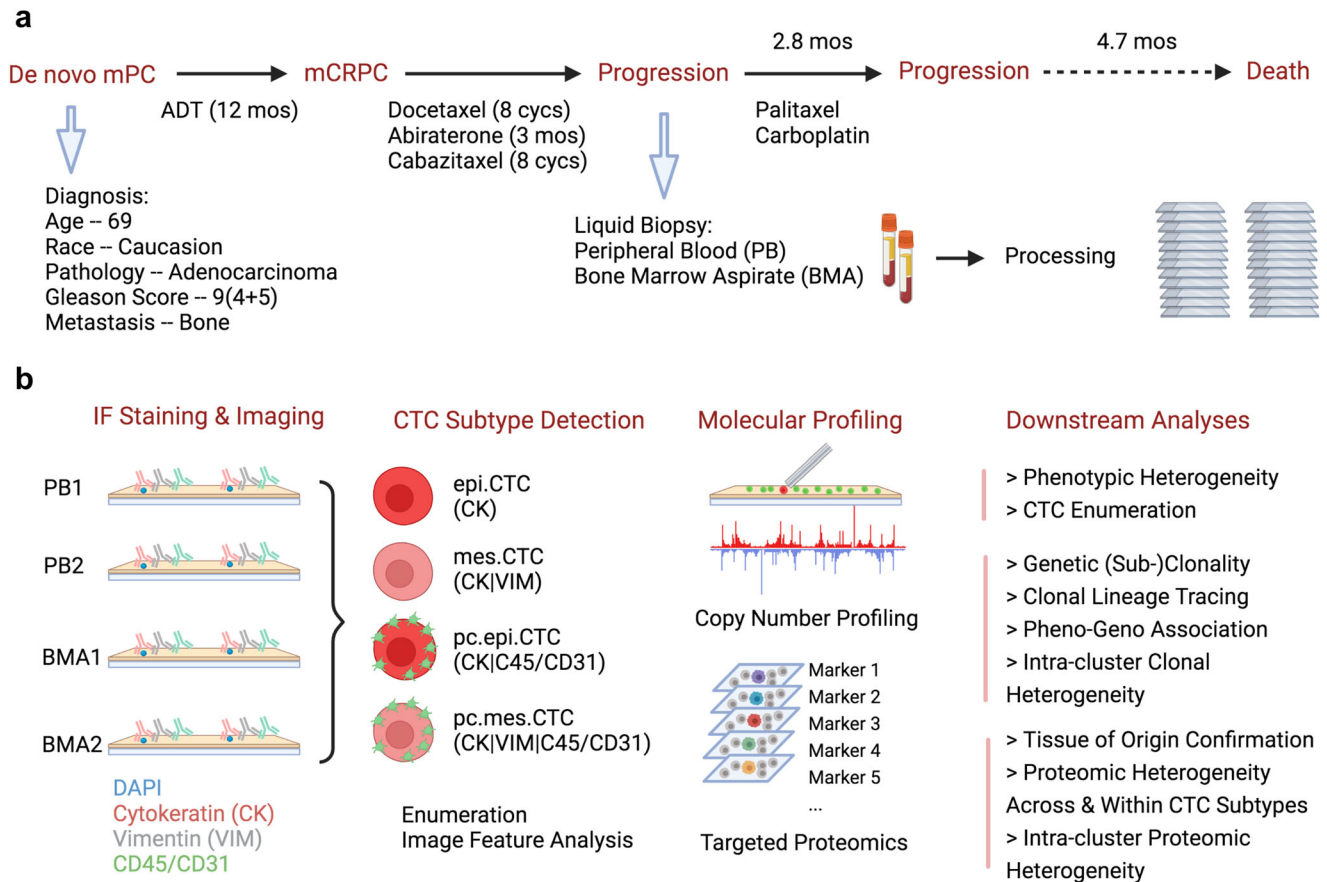 a
2.8 mos
4.7 mos
De novo mPC
mCRPC
Progression
Progression
Death
ADT (12 mos)
Docetaxel (8 cycs)
Abiraterone (3 mos)
Cabazitaxel (8 cycs)
Palitaxel
Carboplatin
Diagnosis:
Age -- 69
Race -- Caucasion
Pathology -- Adenocarcinoma
Gleason Score -- 9(4+5)
Metastasis -- Bone
Liquid Biopsy:
Peripheral Blood (PB)
Bone Marrow Aspirate (BMA)
Processing
b
IF Staining & Imaging
PB1
PB2
BMA1
BMA2
DAPI
Cytokeratin (CK)
Vimentin (VIM)
CD45/CD31
CTC Subtype Detection
epi.CTC
(CK)
mes.CTC
(CK|VIM)
pc.epi.CTC
(CK|C45/CD31)
pc.mes.CTC
(CK|VIM|C45/CD31)
Enumeration
Image Feature Analysis
Molecular Profiling
Copy Number Profiling
Marker 1
Marker 2
Marker 3
Marker 4
Marker 5
...
Targeted Proteomics
Downstream Analyses
> Phenotypic Heterogeneity
> CTC Enumeration
> Genetic (Sub-)Clonality
> Clonal Lineage Tracing
> Pheno-Geno Association
> Intra-cluster Clonal
Heterogeneity
> Tissue of Origin Confirmation
> Proteomic Heterogeneity
Across & Within CTC Subtypes
> Intra-cluster Proteomic
Heterogeneity